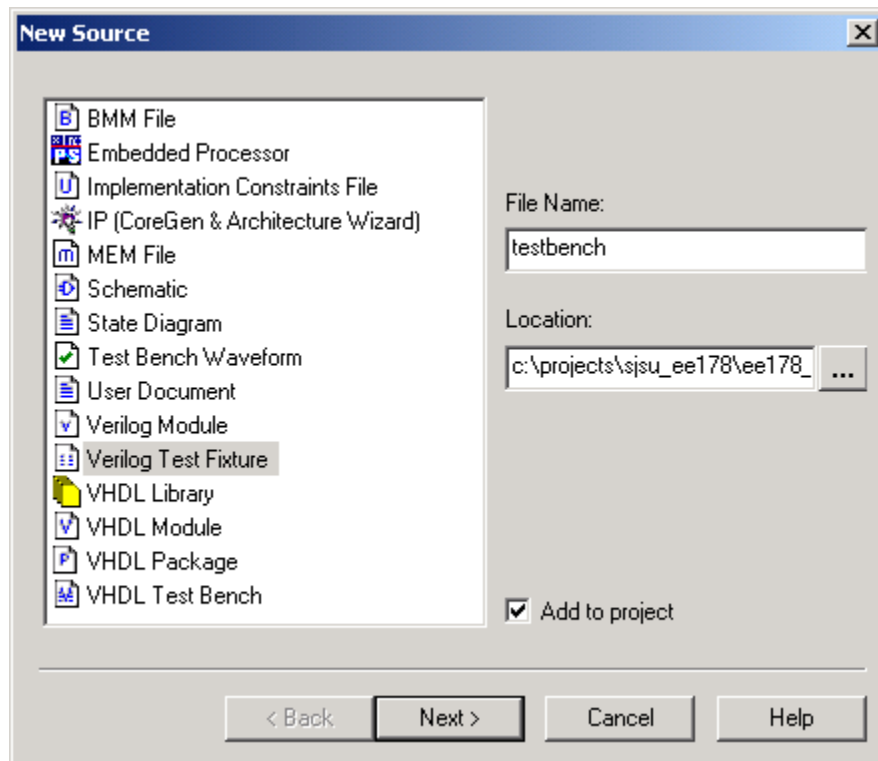 New Source
BMM File
Embedded Processor
Implementation Constraints File
IP (CoreGen & Architecture Wizard)
MEM File
Schematic
State Diagram
Test Bench Waveform
User Document
Verilog Module
Verilog Test Fixture
VHDL Library
VHDL Module
VHDL Package
VHDL Test Bench
File Name:
testbench
Location:
c:\projects\sjsu_ee178\ee178_
...
Add to project
< Back
Next >
Cancel
Help